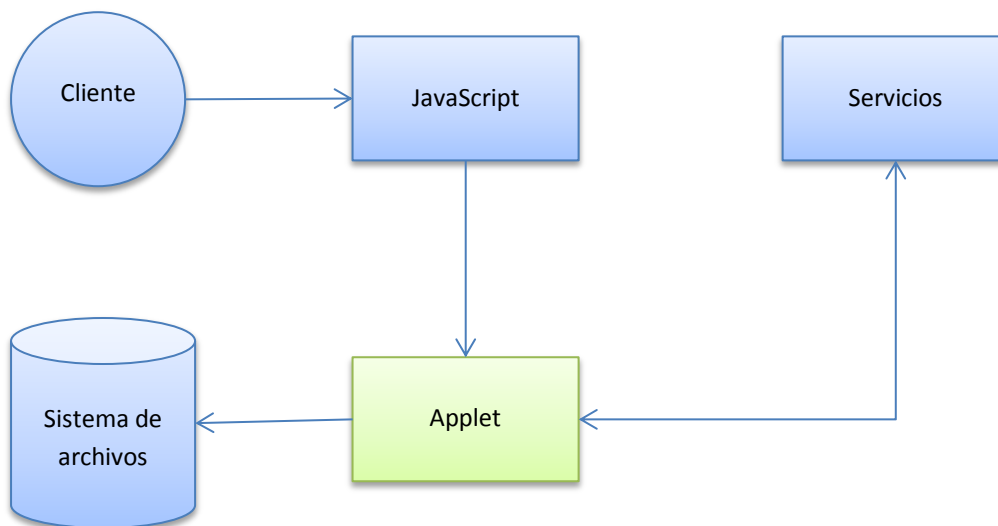 Cliente
JavaScript
Servicios
Sistema de
archivos
Applet